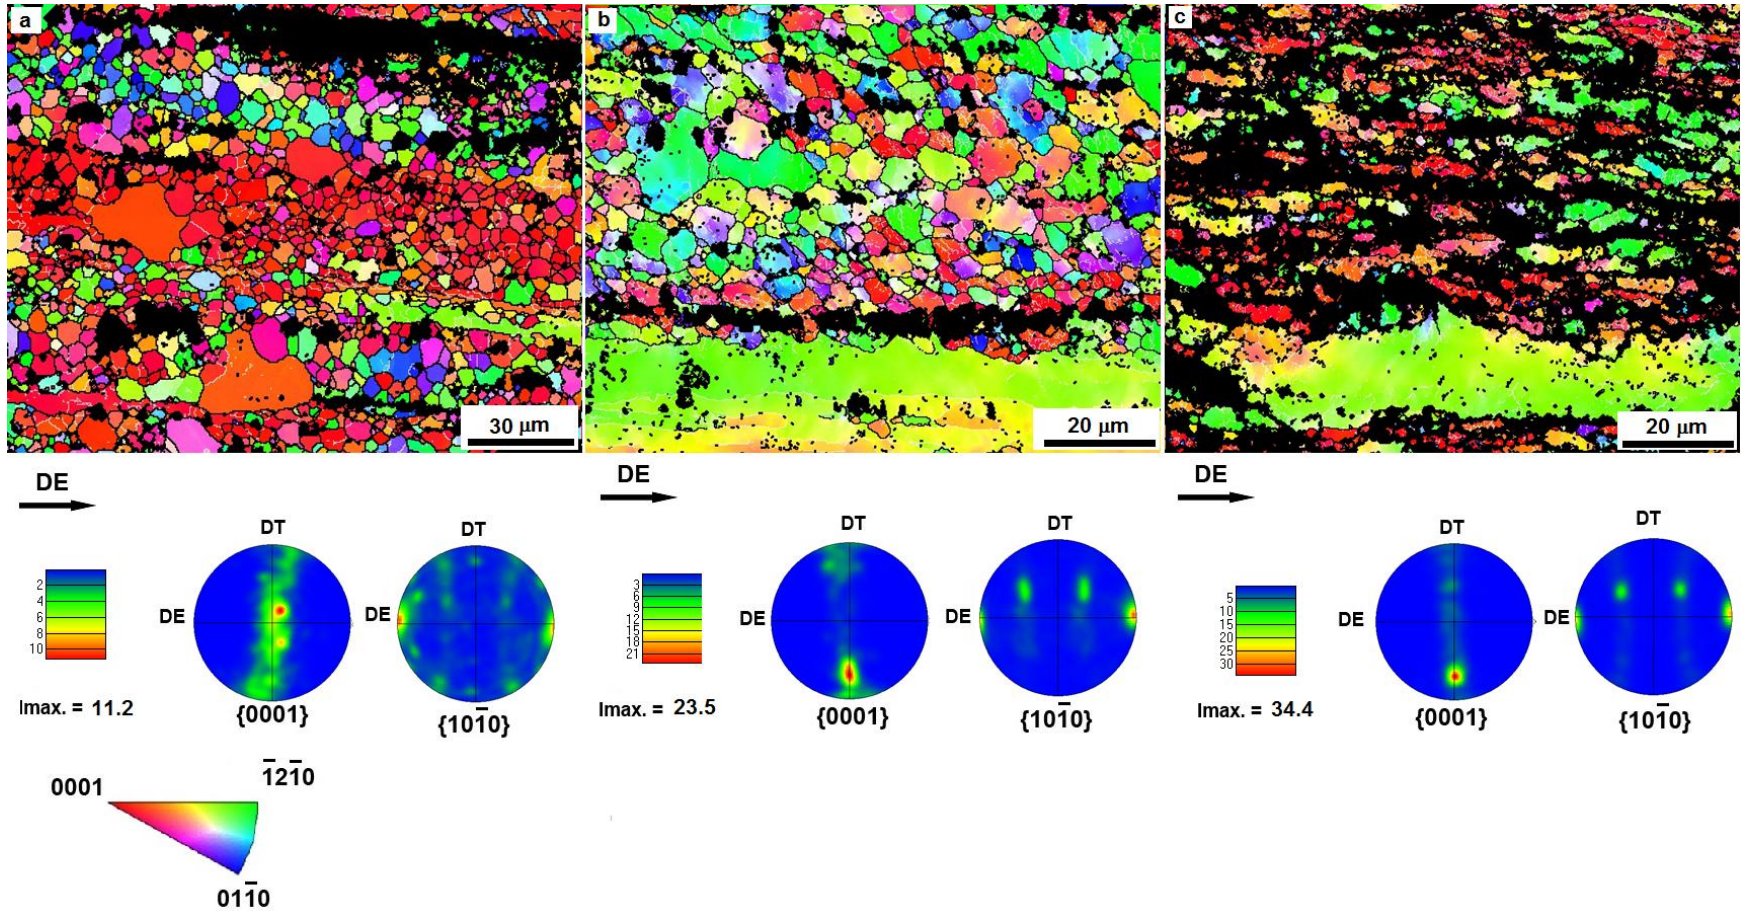 a
b
c
30 μm
20 μm
20 μm
DE
DE
DE
DT
DT
DT
DT
DT
2
4
6
8
10
DE
DE
3
6
9
12
15
18
21
DE
DE
5
10
15
20
25
30
DE
DE
Imax. = 11.2
{0001}
{101̅0}
Imax. = 23.5
{0001}
{101̅0}
Imax. = 34.4
{0001}
{101̅0}
0001
1̅21̅0
011̅0